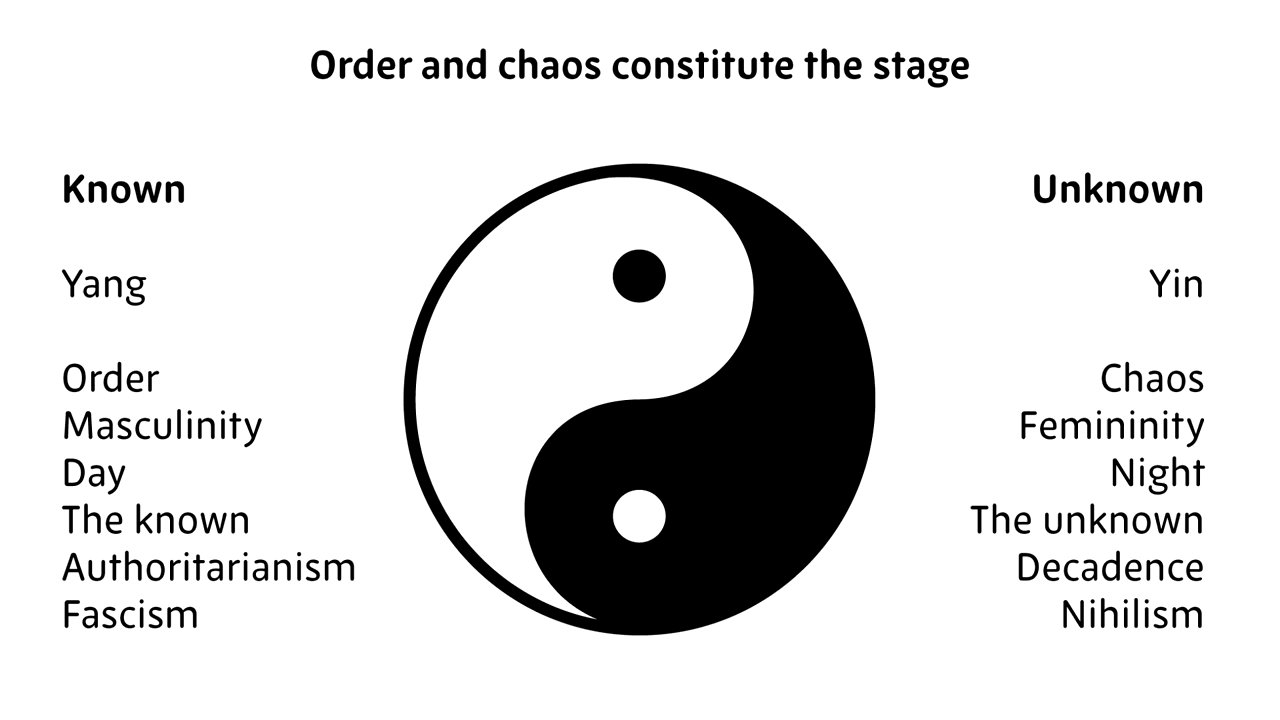 Order and chaos constitute the stage
Known
Yang
Order
Masculinity
Day
The known
Authoritarianism
Fascism
Unknown
Yin
Chaos
Femininity
Night
The unknown
Decadence
Nihilism